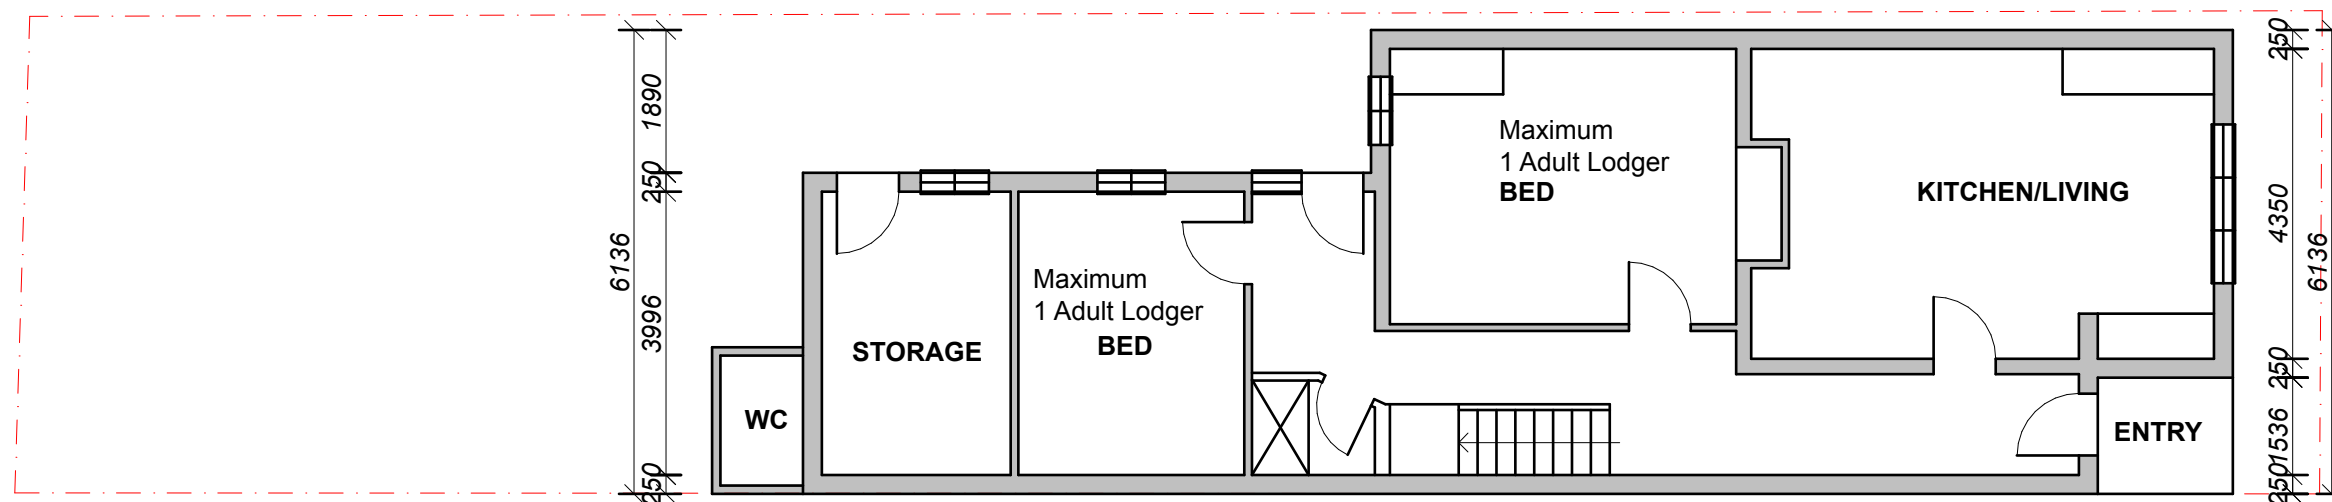 6136
1890
250
3996
250
Maximum
1 Adult Lodger
BED
KITCHEN/LIVING
Maximum
1 Adult Lodger
BED
STORAGE
WC
ENTRY
250
4350
250
1536
250
6136